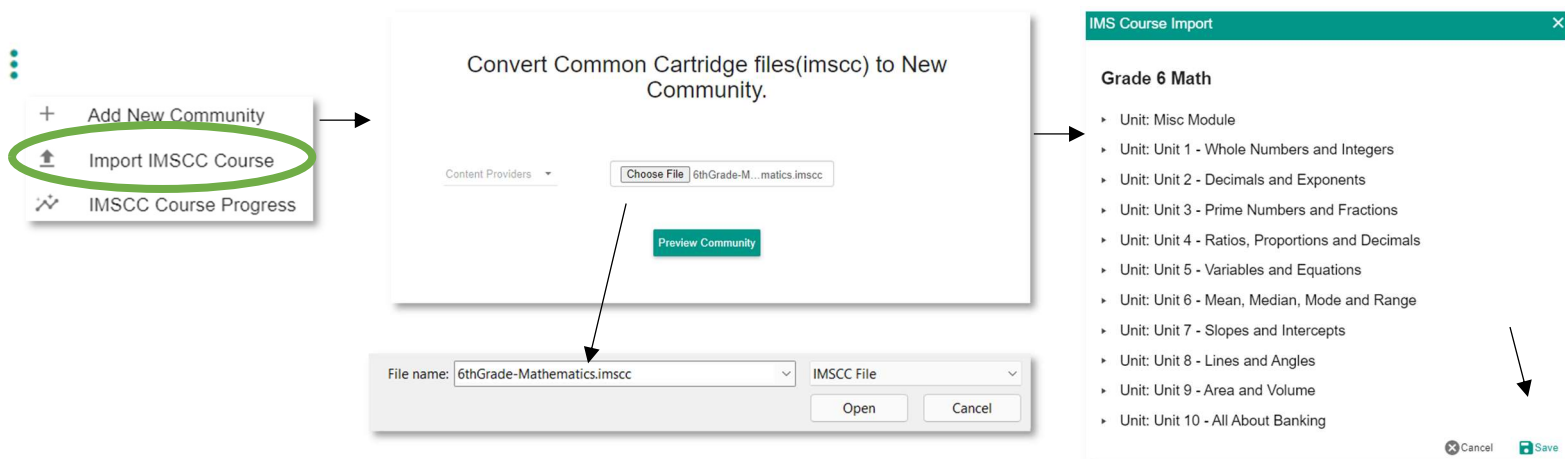 Add New Community
Import IMSCC Course
IMSCC Course Progress
Convert Common Cartridge files(imscc) to New
Community.
Content Providers
Choose File 6thGrade-M...matics.imscc
Preview Community
File name: 6thGrade-Mathematics.imscc IMSCC File
Open Cancel
IMS Course Import
Grade 6 Math
Unit: Misc Module
Unit: Unit 1 - Whole Numbers and Integers
Unit: Unit 2 - Decimals and Exponents
Unit: Unit 3 - Prime Numbers and Fractions
Unit: Unit 4 - Ratios, Proportions and Decimals
Unit: Unit 5 - Variables and Equations
Unit: Unit 6 - Mean, Median, Mode and Range
Unit: Unit 7 - Slopes and Intercepts
Unit: Unit 8 - Lines and Angles
Unit: Unit 9 - Area and Volume
Unit: Unit 10 - All About Banking
Cancel Save